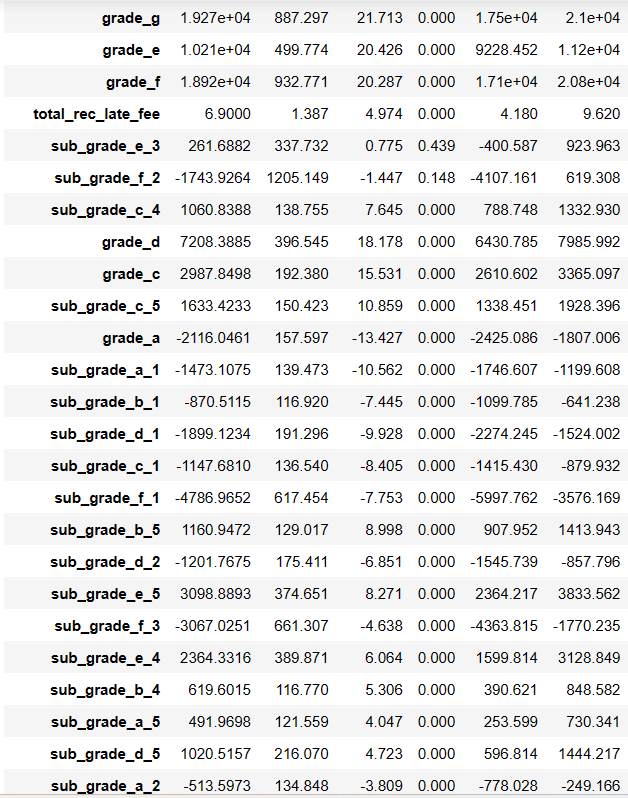 grade_g 1.927e+04 887.297 21.713 0.000 1.75e+04 2.1e+04
grade_e 1.021e+04 499.774 20.426 0.000 9228.452 1.12e+04
grade_f 1.892e+04 932.771 20.287 0.000 1.71e+04 2.08e+04
total_rec_late_fee 6.9000 1.387 4.974 0.000 4.180 9.620
sub_grade_e_3 261.6882 337.732 0.775 0.439 -400.587 923.963
sub_grade_f_2 -1743.9264 1205.149 -1.447 0.148 -4107.161 619.308
sub_grade_c_4 1060.8388 138.755 7.645 0.000 788.748 1332.930
grade_d 7208.3885 396.545 18.178 0.000 6430.785 7985.992
grade_c 2987.8498 192.380 15.531 0.000 2610.602 3365.097
sub_grade_c_5 1633.4233 150.423 10.859 0.000 1338.451 1928.396
grade_a -2116.0461 157.597 -13.427 0.000 -2425.086 -1807.006
sub_grade_a_1 -1473.1075 139.473 -10.562 0.000 -1746.607 -1199.608
sub_grade_b_1 -870.5115 116.920 -7.445 0.000 -1099.785 -641.238
sub_grade_d_1 -1899.1234 191.296 -9.928 0.000 -2274.245 -1524.002
sub_grade_c_1 -1147.6810 136.540 -8.405 0.000 -1415.430 -879.932
sub_grade_f_1 -4786.9652 617.454 -7.753 0.000 -5997.762 -3576.169
sub_grade_b_5 1160.9472 129.017 8.998 0.000 907.952 1413.943
sub_grade_d_2 -1201.7675 175.411 -6.851 0.000 -1545.739 -857.796
sub_grade_e_5 3098.8893 374.651 8.271 0.000 2364.217 3833.562
sub_grade_f_3 -3067.0251 661.307 -4.638 0.000 -4363.815 -1770.235
sub_grade_e_4 2364.3316 389.871 6.064 0.000 1599.814 3128.849
sub_grade_b_4 619.6015 116.770 5.306 0.000 390.621 848.582
sub_grade_a_5 491.9698 121.559 4.047 0.000 253.599 730.341
sub_grade_d_5 1020.5157 216.070 4.723 0.000 596.814 1444.217
sub_grade_a_2 -513.5973 134.848 -3.809 0.000 -778.028 -249.166